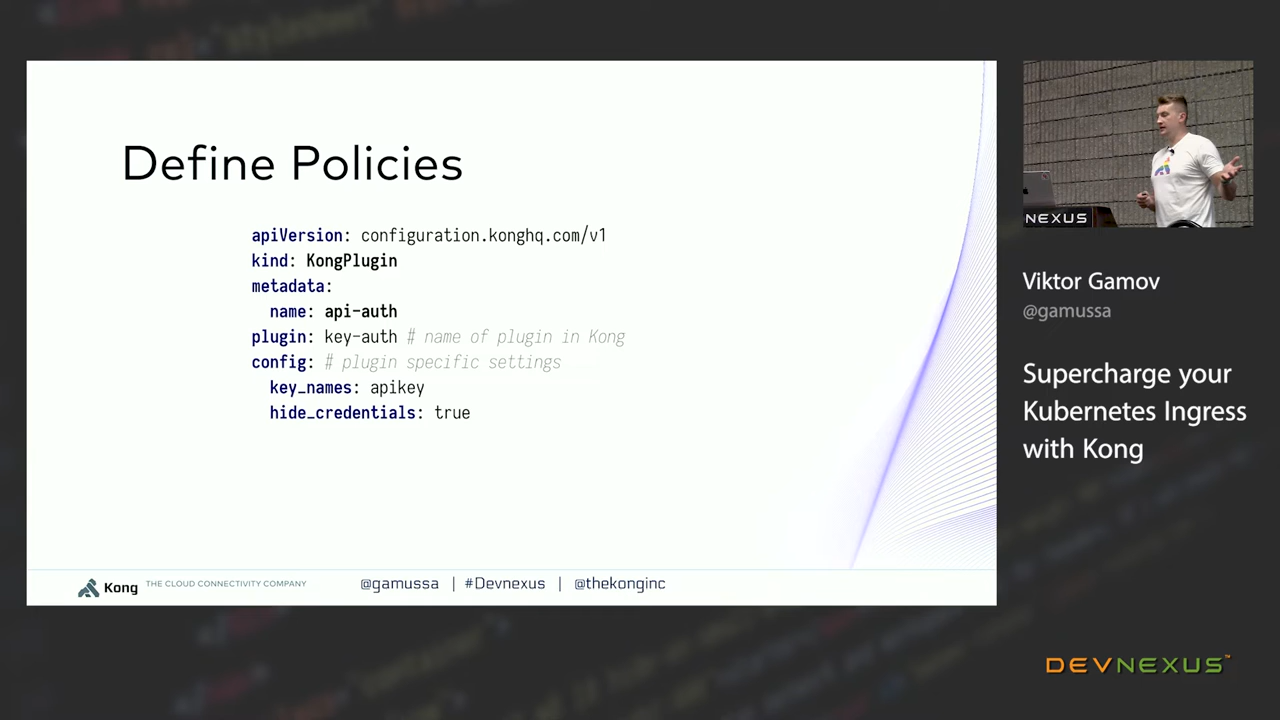 Define Policies
apiVersion: configuration.konghq.com/v1
kind: KongPlugin
metadata:
  name: api-auth
plugin: key-auth # name of plugin in Kong
config: # plugin specific settings
  key_names: apikey
  hide_credentials: true
Kong THE CLOUD CONNECTIVITY COMPANY @gamussa | #Devnexus | @thekonginc
NEXUS
Viktor Gamov
@gamussa
Supercharge your
Kubernetes Ingress
with Kong
DEVNEXUS™